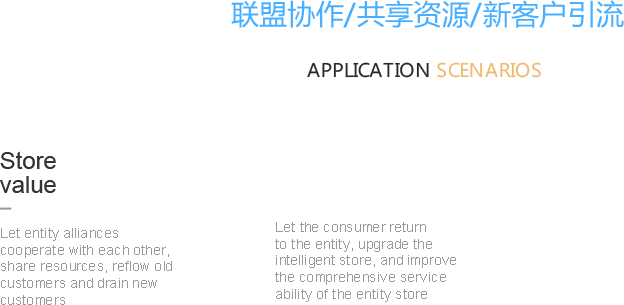 联盟协作/共享资源/新客户引流
APPLICATION SCENARIOS
Store
value
Let entity alliances
cooperate with each other,
share resources, reflow old
customers and drain new
customers
Let the consumer return
to the entity, upgrade the
intelligent store, and improve
the comprehensive service
ability of the entity store